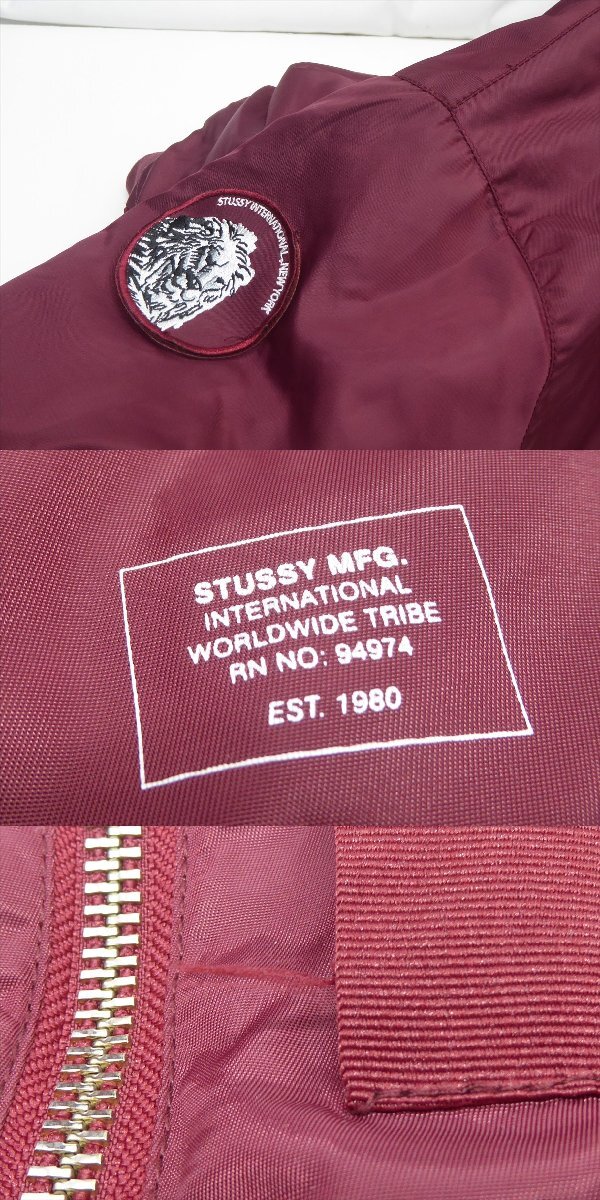 STUSSY INTERNATIONAL, NEW YORK
STUSSY MFG.
INTERNATIONAL
WORLDWIDE TRIBE
RN NO: 94974
EST. 1980